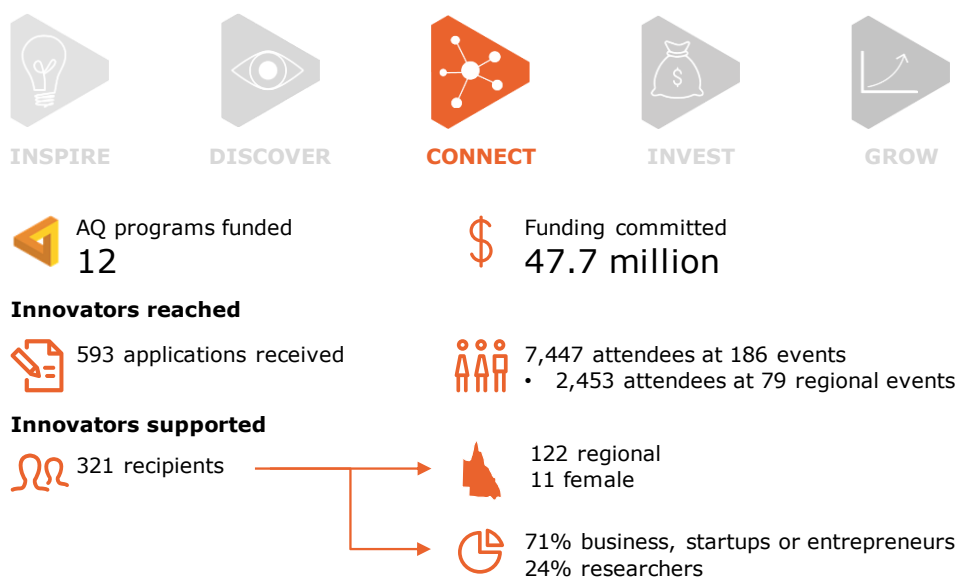 INSPIRE
DISCOVER
CONNECT
INVEST
GROW
AQ programs funded
12
$
Funding committed
47.7 million
Innovators reached
593 applications received
7,447 attendees at 186 events
• 2,453 attendees at 79 regional events
Innovators supported
321 recipients
122 regional
11 female
71% business, startups or entrepreneurs
24% researchers